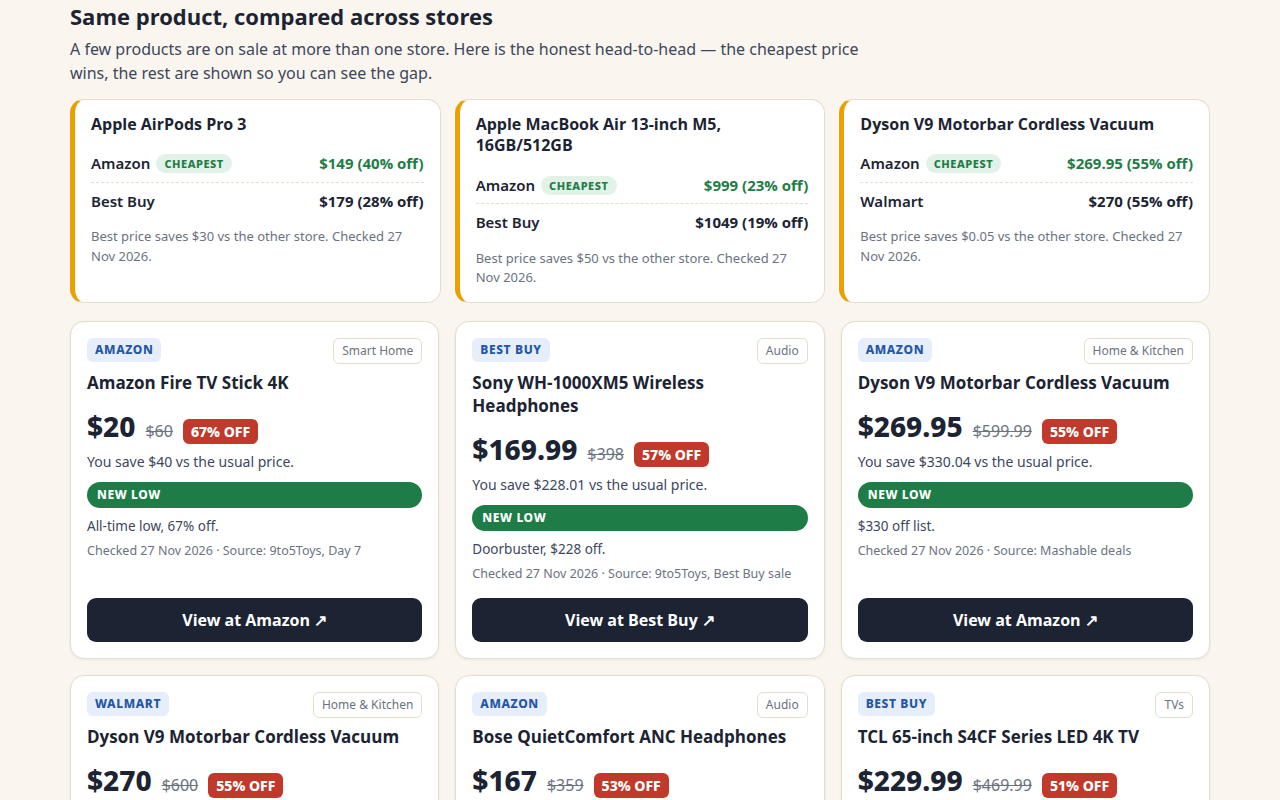 Same product, compared across stores
A few products are on sale at more than one store. Here is the honest head-to-head — the cheapest price
wins, the rest are shown so you can see the gap.
Apple AirPods Pro 3
Amazon CHEAPEST $149 (40% off)
Best Buy $179 (28% off)
Best price saves $30 vs the other store. Checked 27
Nov 2026.
Apple MacBook Air 13-inch M5,
16GB/512GB
Amazon CHEAPEST $999 (23% off)
Best Buy $1049 (19% off)
Best price saves $50 vs the other store. Checked 27
Nov 2026.
Dyson V9 Motorbar Cordless Vacuum
Amazon CHEAPEST $269.95 (55% off)
Walmart $270 (55% off)
Best price saves $0.05 vs the other store. Checked 27
Nov 2026.
AMAZON Smart Home
Amazon Fire TV Stick 4K
$20 $60 67% OFF
You save $40 vs the usual price.
NEW LOW
All-time low, 67% off.
Checked 27 Nov 2026 · Source: 9to5Toys, Day 7
View at Amazon ↗
BEST BUY Audio
Sony WH-1000XM5 Wireless
Headphones
$169.99 $398 57% OFF
You save $228.01 vs the usual price.
NEW LOW
Doorbuster, $228 off.
Checked 27 Nov 2026 · Source: 9to5Toys, Best Buy sale
View at Best Buy ↗
AMAZON Home & Kitchen
Dyson V9 Motorbar Cordless Vacuum
$269.95 $599.99 55% OFF
You save $330.04 vs the usual price.
NEW LOW
$330 off list.
Checked 27 Nov 2026 · Source: Mashable deals
View at Amazon ↗
WALMART Home & Kitchen
Dyson V9 Motorbar Cordless Vacuum
$270 $600 55% OFF
AMAZON Audio
Bose QuietComfort ANC Headphones
$167 $359 53% OFF
BEST BUY TVs
TCL 65-inch S4CF Series LED 4K TV
$229.99 $469.99 51% OFF